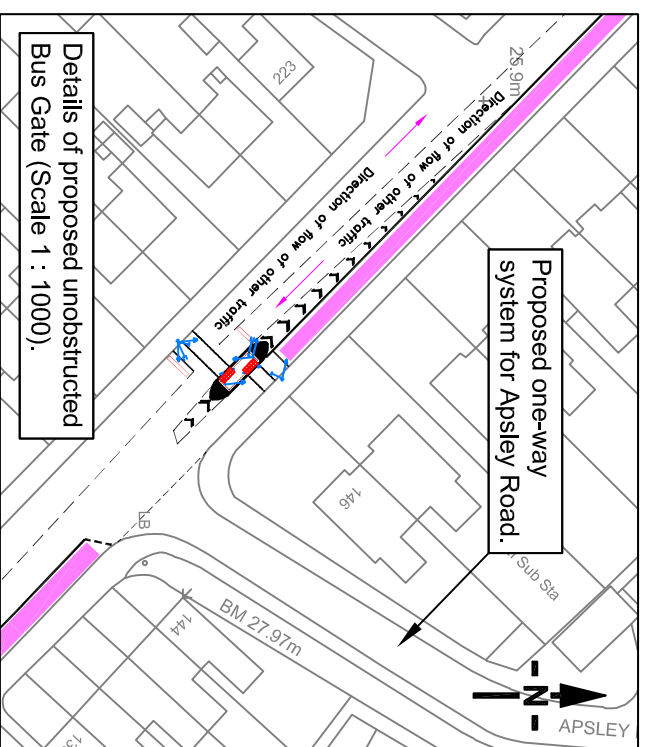 Details of proposed unobstructed
Bus Gate (Scale 1 : 1000).
Proposed one-way
system for Apsley Road.
25.9m
223
Direction of flow of other traffic
Direction of flow of other traffic
146
LB
144
BM 27.97m
Sub Sta
N
APSLEY